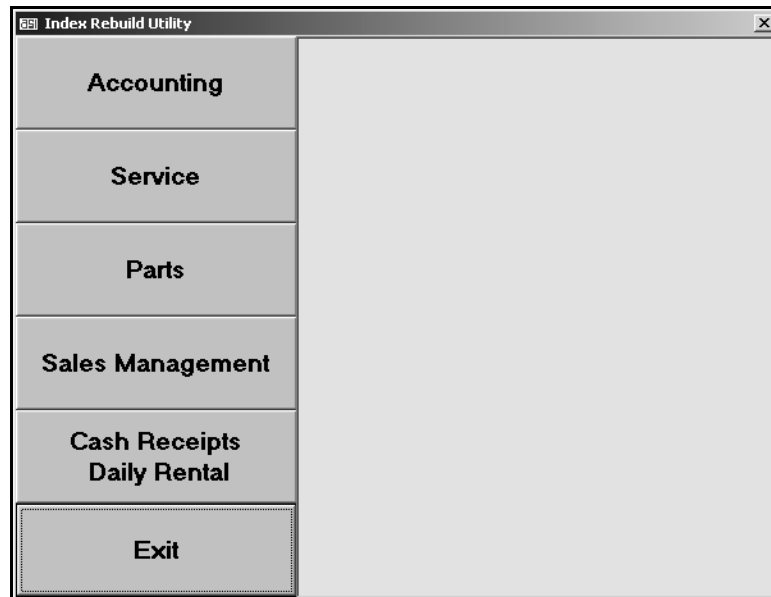 Index Rebuild Utility
Accounting
Service
Parts
Sales Management
Cash Receipts
Daily Rental
Exit